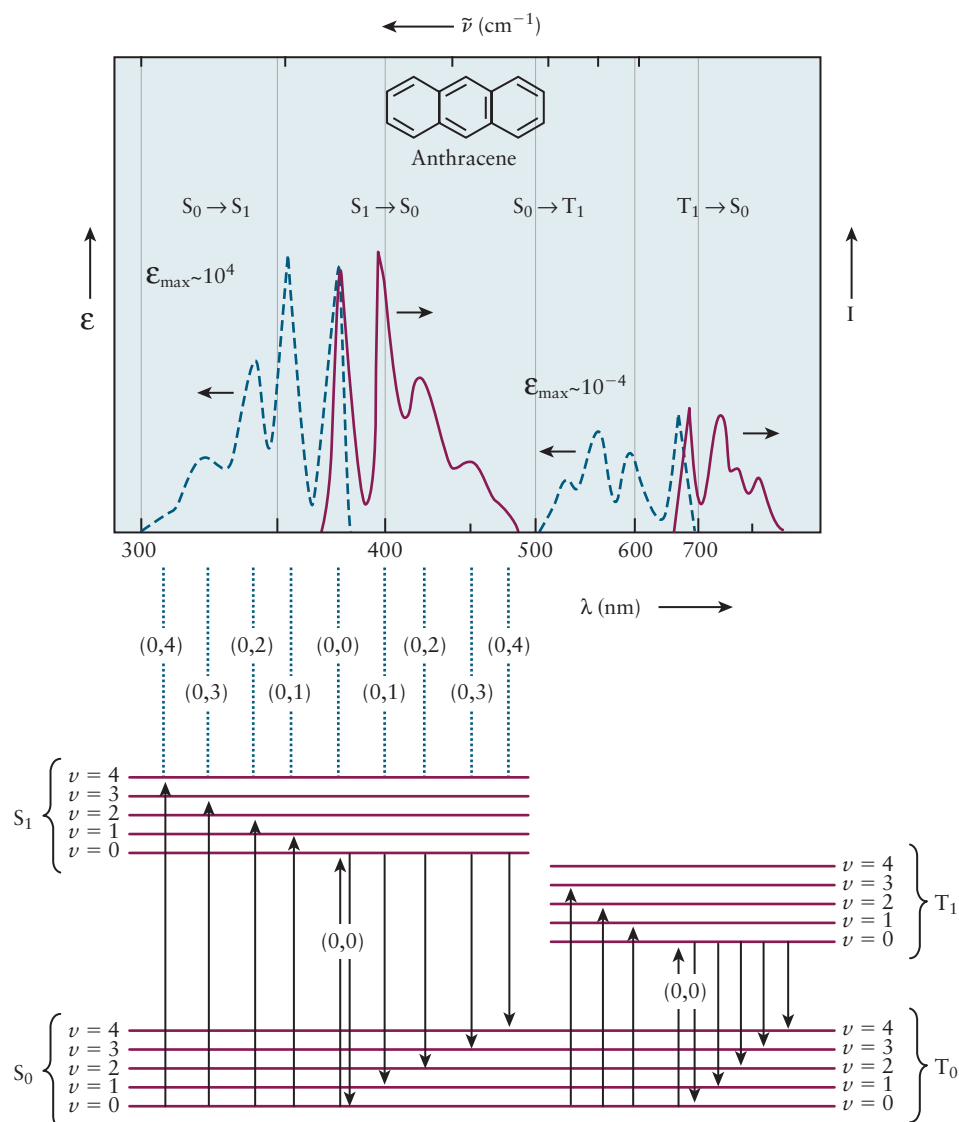 ν̃ (cm⁻¹)
Anthracene
S₀→S₁ S₁→S₀ S₀→T₁ T₁→S₀
Ɛmax~10⁴
Ɛ I
Ɛmax~10⁻⁴
300 400 500 600 700
λ (nm)
(0,4) (0,2) (0,0) (0,2) (0,4)
(0,3) (0,1) (0,1) (0,3)
S₁
ν = 4
ν = 3
ν = 2
ν = 1
ν = 0
ν = 4
ν = 3
ν = 2
ν = 1
ν = 0
T₁
(0,0)
(0,0)
S₀
ν = 4
ν = 3
ν = 2
ν = 1
ν = 0
ν = 4
ν = 3
ν = 2
ν = 1
ν = 0
T₀